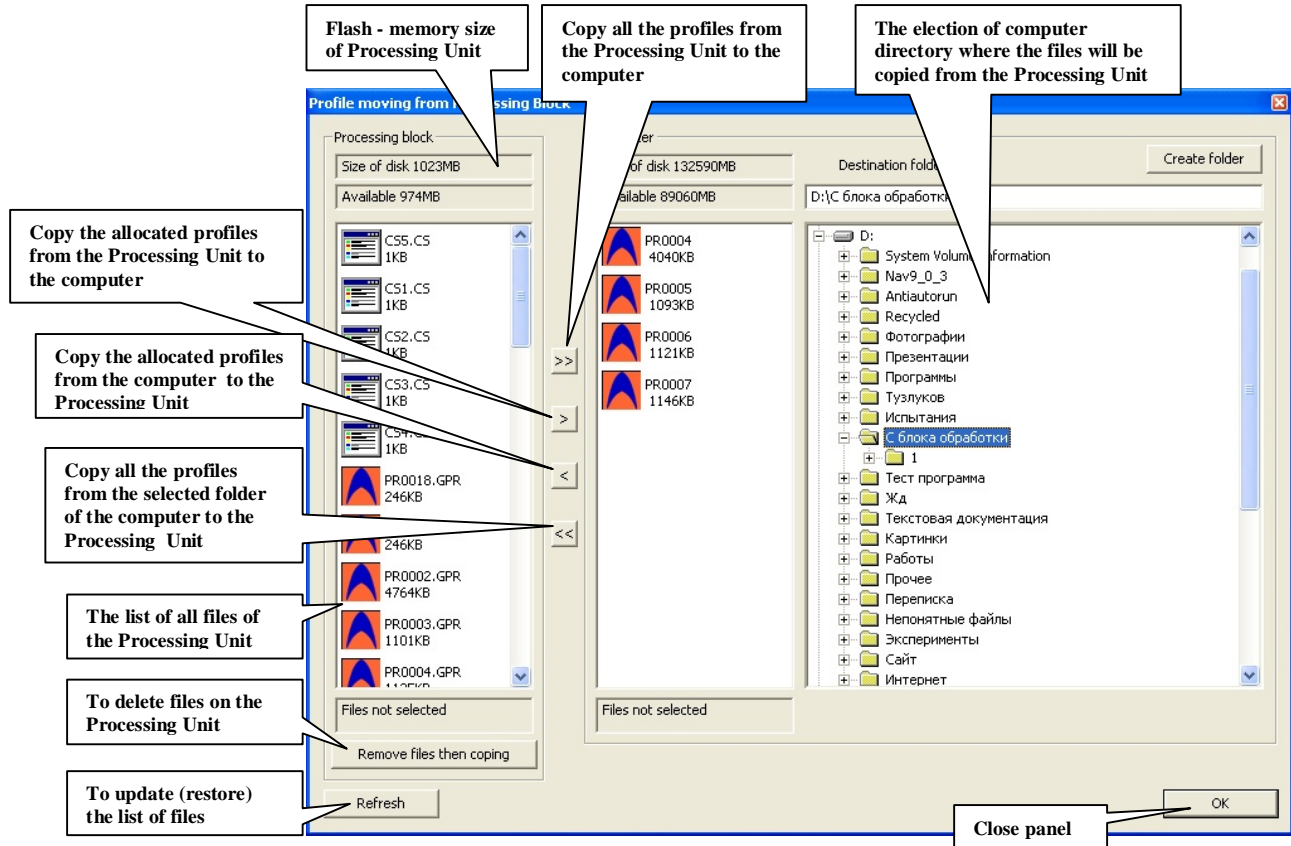 Flash - memory size
of Processing Unit
Copy all the profiles from
the Processing Unit to the
computer
The election of computer
directory where the files will be
copied from the Processing Unit
Profile moving from
Processing block
Size of disk 1023MB
Available 974MB
of disk 132590MB
89060MB
Destination
Create folder
D:\С блока обработки
Copy the allocated profiles
from the Processing Unit to
the computer
Copy the allocated profiles
from the computer to the
Processing Unit
Copy all the profiles
from the selected folder
of the computer to the
Processing Unit
The list of all files of
the Processing Unit
To delete files on the
Processing Unit
To update (restore)
the list of files
CS5.CS
1KB
CS1.CS
1KB
CS2.CS
1KB
CS3.CS
1KB
1KB
PR0018.GPR
246KB
246KB
PR0002.GPR
4764KB
PR0003.GPR
1101KB
PR0004.GPR
Files not selected
Remove files then coping
Refresh
>>
>
<
<<
PR0004
4040KB
PR0005
1093KB
PR0006
1121KB
PR0007
1146KB
Files not selected
D:
System Volume Information
Nav9_0_3
Antiautorun
Recycled
Фотографии
Презентации
Программы
Тузлуков
Испытания
С блока обработки
1
Тест программа
Жд
Текстовая документация
Картинки
Работы
Прочее
Переписка
Непонятные файлы
Эксперименты
Сайт
Интернет
OK
Close panel